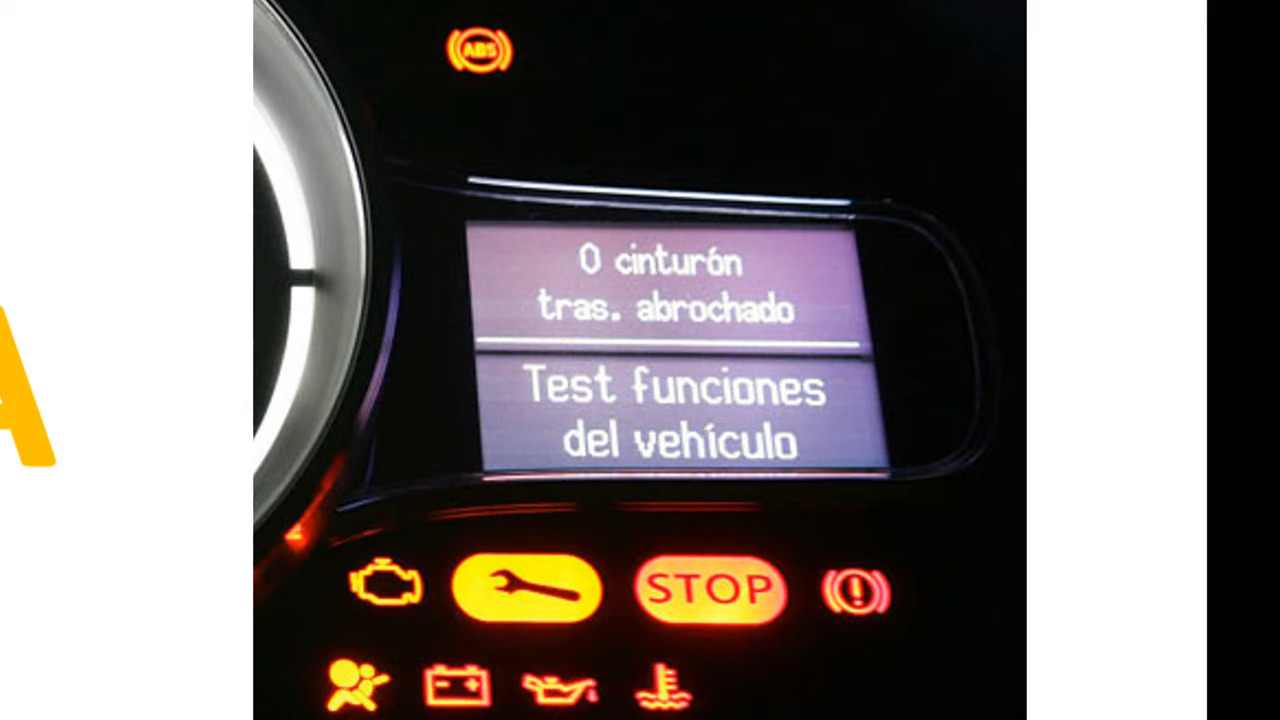 ABS
0 cinturón
tras. abrochado
Test funciones
del vehículo
STOP
A